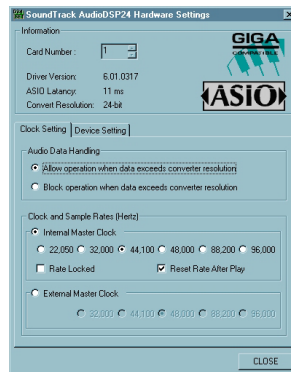 SoundTrack AudioDSP24 Hardware Settings
Information
Card Number :
1
Driver Version: 6.01.0317
ASIO Latancy: 11 ms
Convert Resolution: 24-bit
GIGA
COMPATIBLE
ASIO
Clock Setting
Device Setting
Audio Data Handling
Allow operation when data exceeds converter resolution
Block operation when data exceeds converter resolution
Clock and Sample Rates (Hertz)
Internal Master Clock
22,050 32,000 44,100 48,000 88,200 96,000
Rate Locked Reset Rate After Play
External Master Clock
32,000 44,100 48,000 88,200 96,000
CLOSE